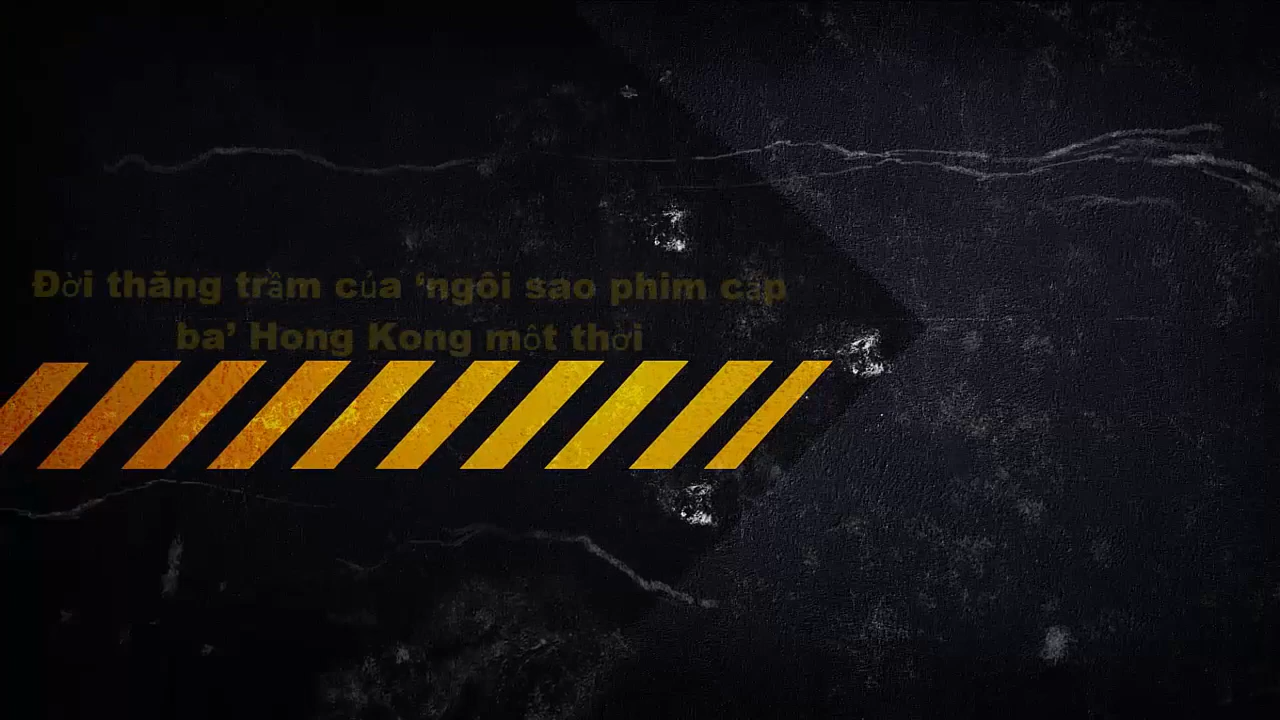 Đời thăng trầm của ‘ngôi sao phim cấp
ba’ Hong Kong một thời